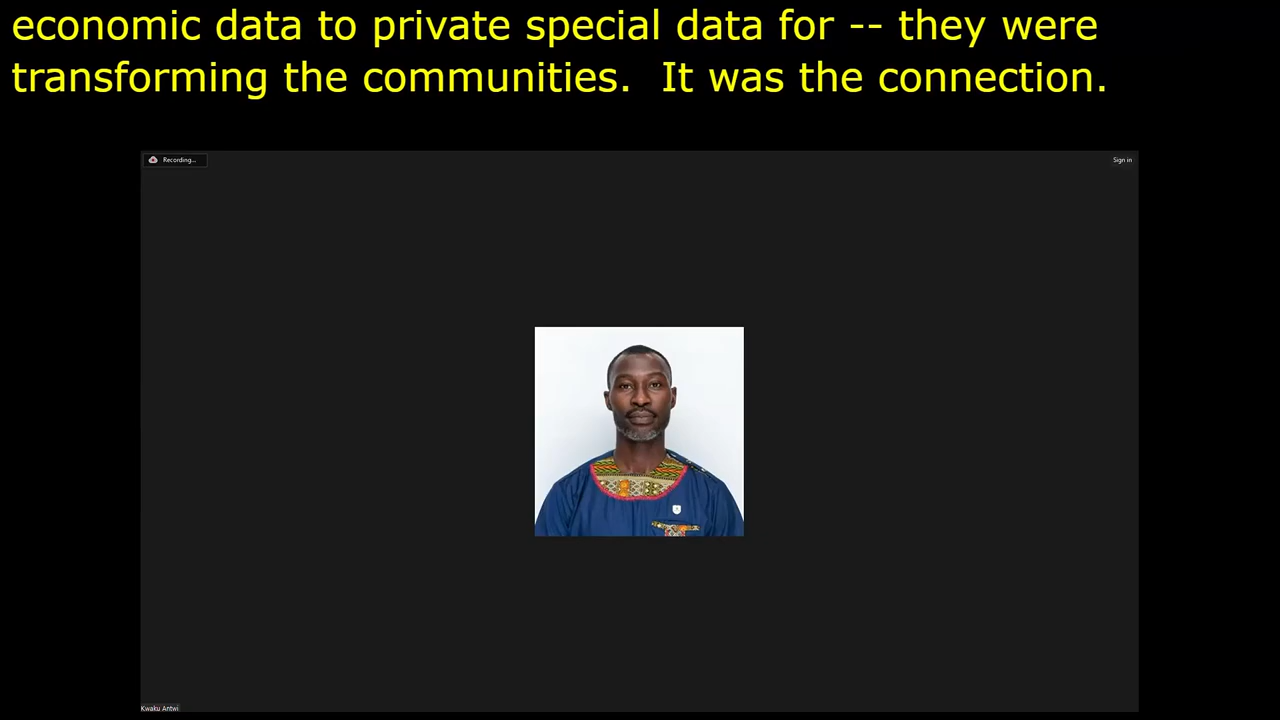 economic data to private special data for -- they were
transforming the communities.  It was the connection.
Recording...
Sign in
Kwaku Antwi